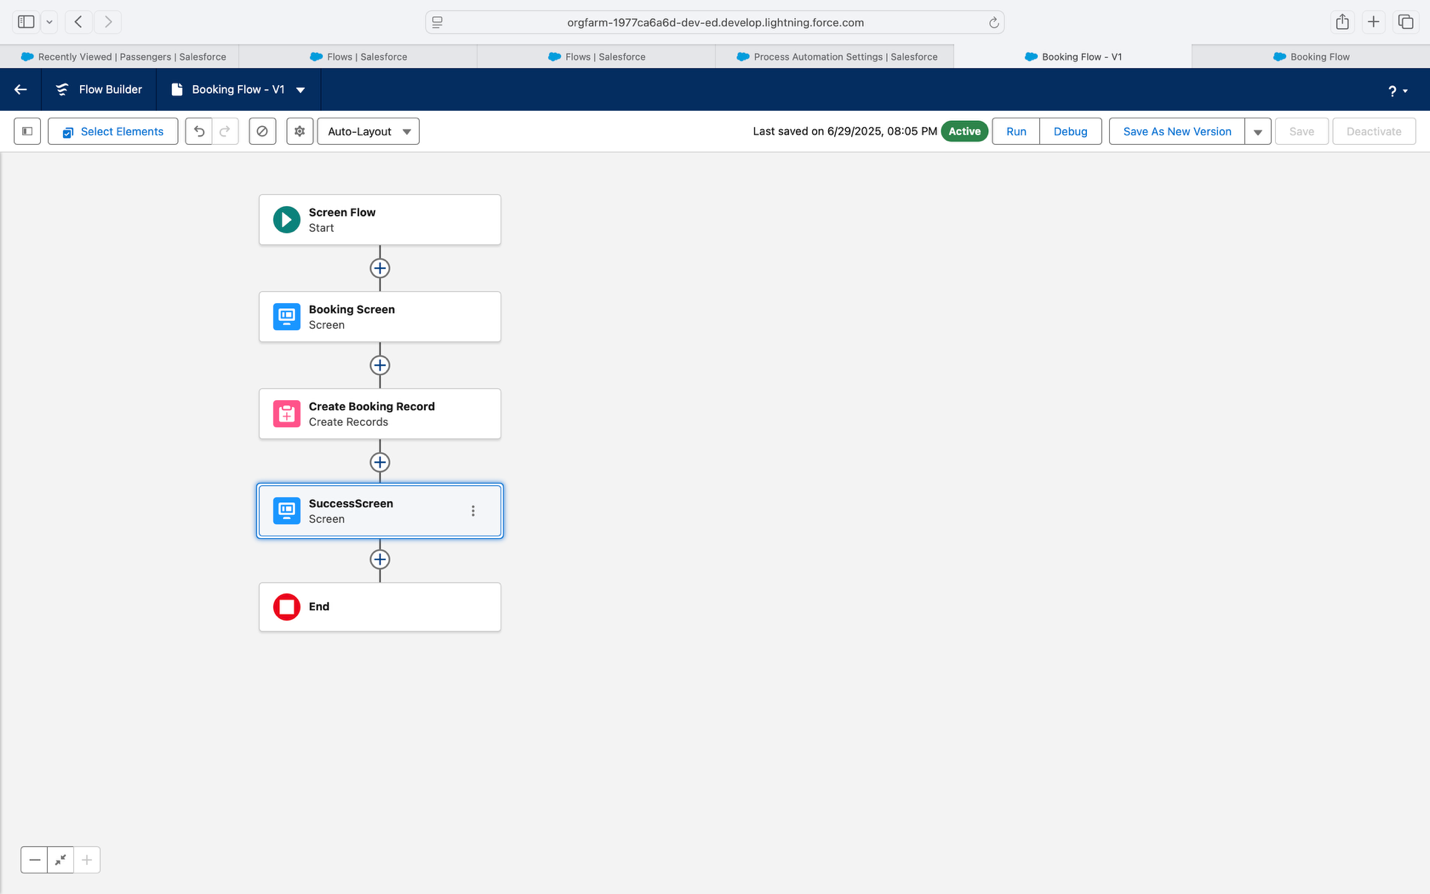 orgfarm-1977ca6a6d-dev-ed.develop.lightning.force.com
Recently Viewed | Passengers | Salesforce
Flows | Salesforce
Flows | Salesforce
Process Automation Settings | Salesforce
Booking Flow - V1
Booking Flow
Flow Builder
Booking Flow - V1
?
Select Elements
Auto-Layout
Last saved on 6/29/2025, 08:05 PM
Active
Run
Debug
Save As New Version
Save
Deactivate
Screen Flow
Start
Booking Screen
Screen
Create Booking Record
Create Records
SuccessScreen
Screen
End